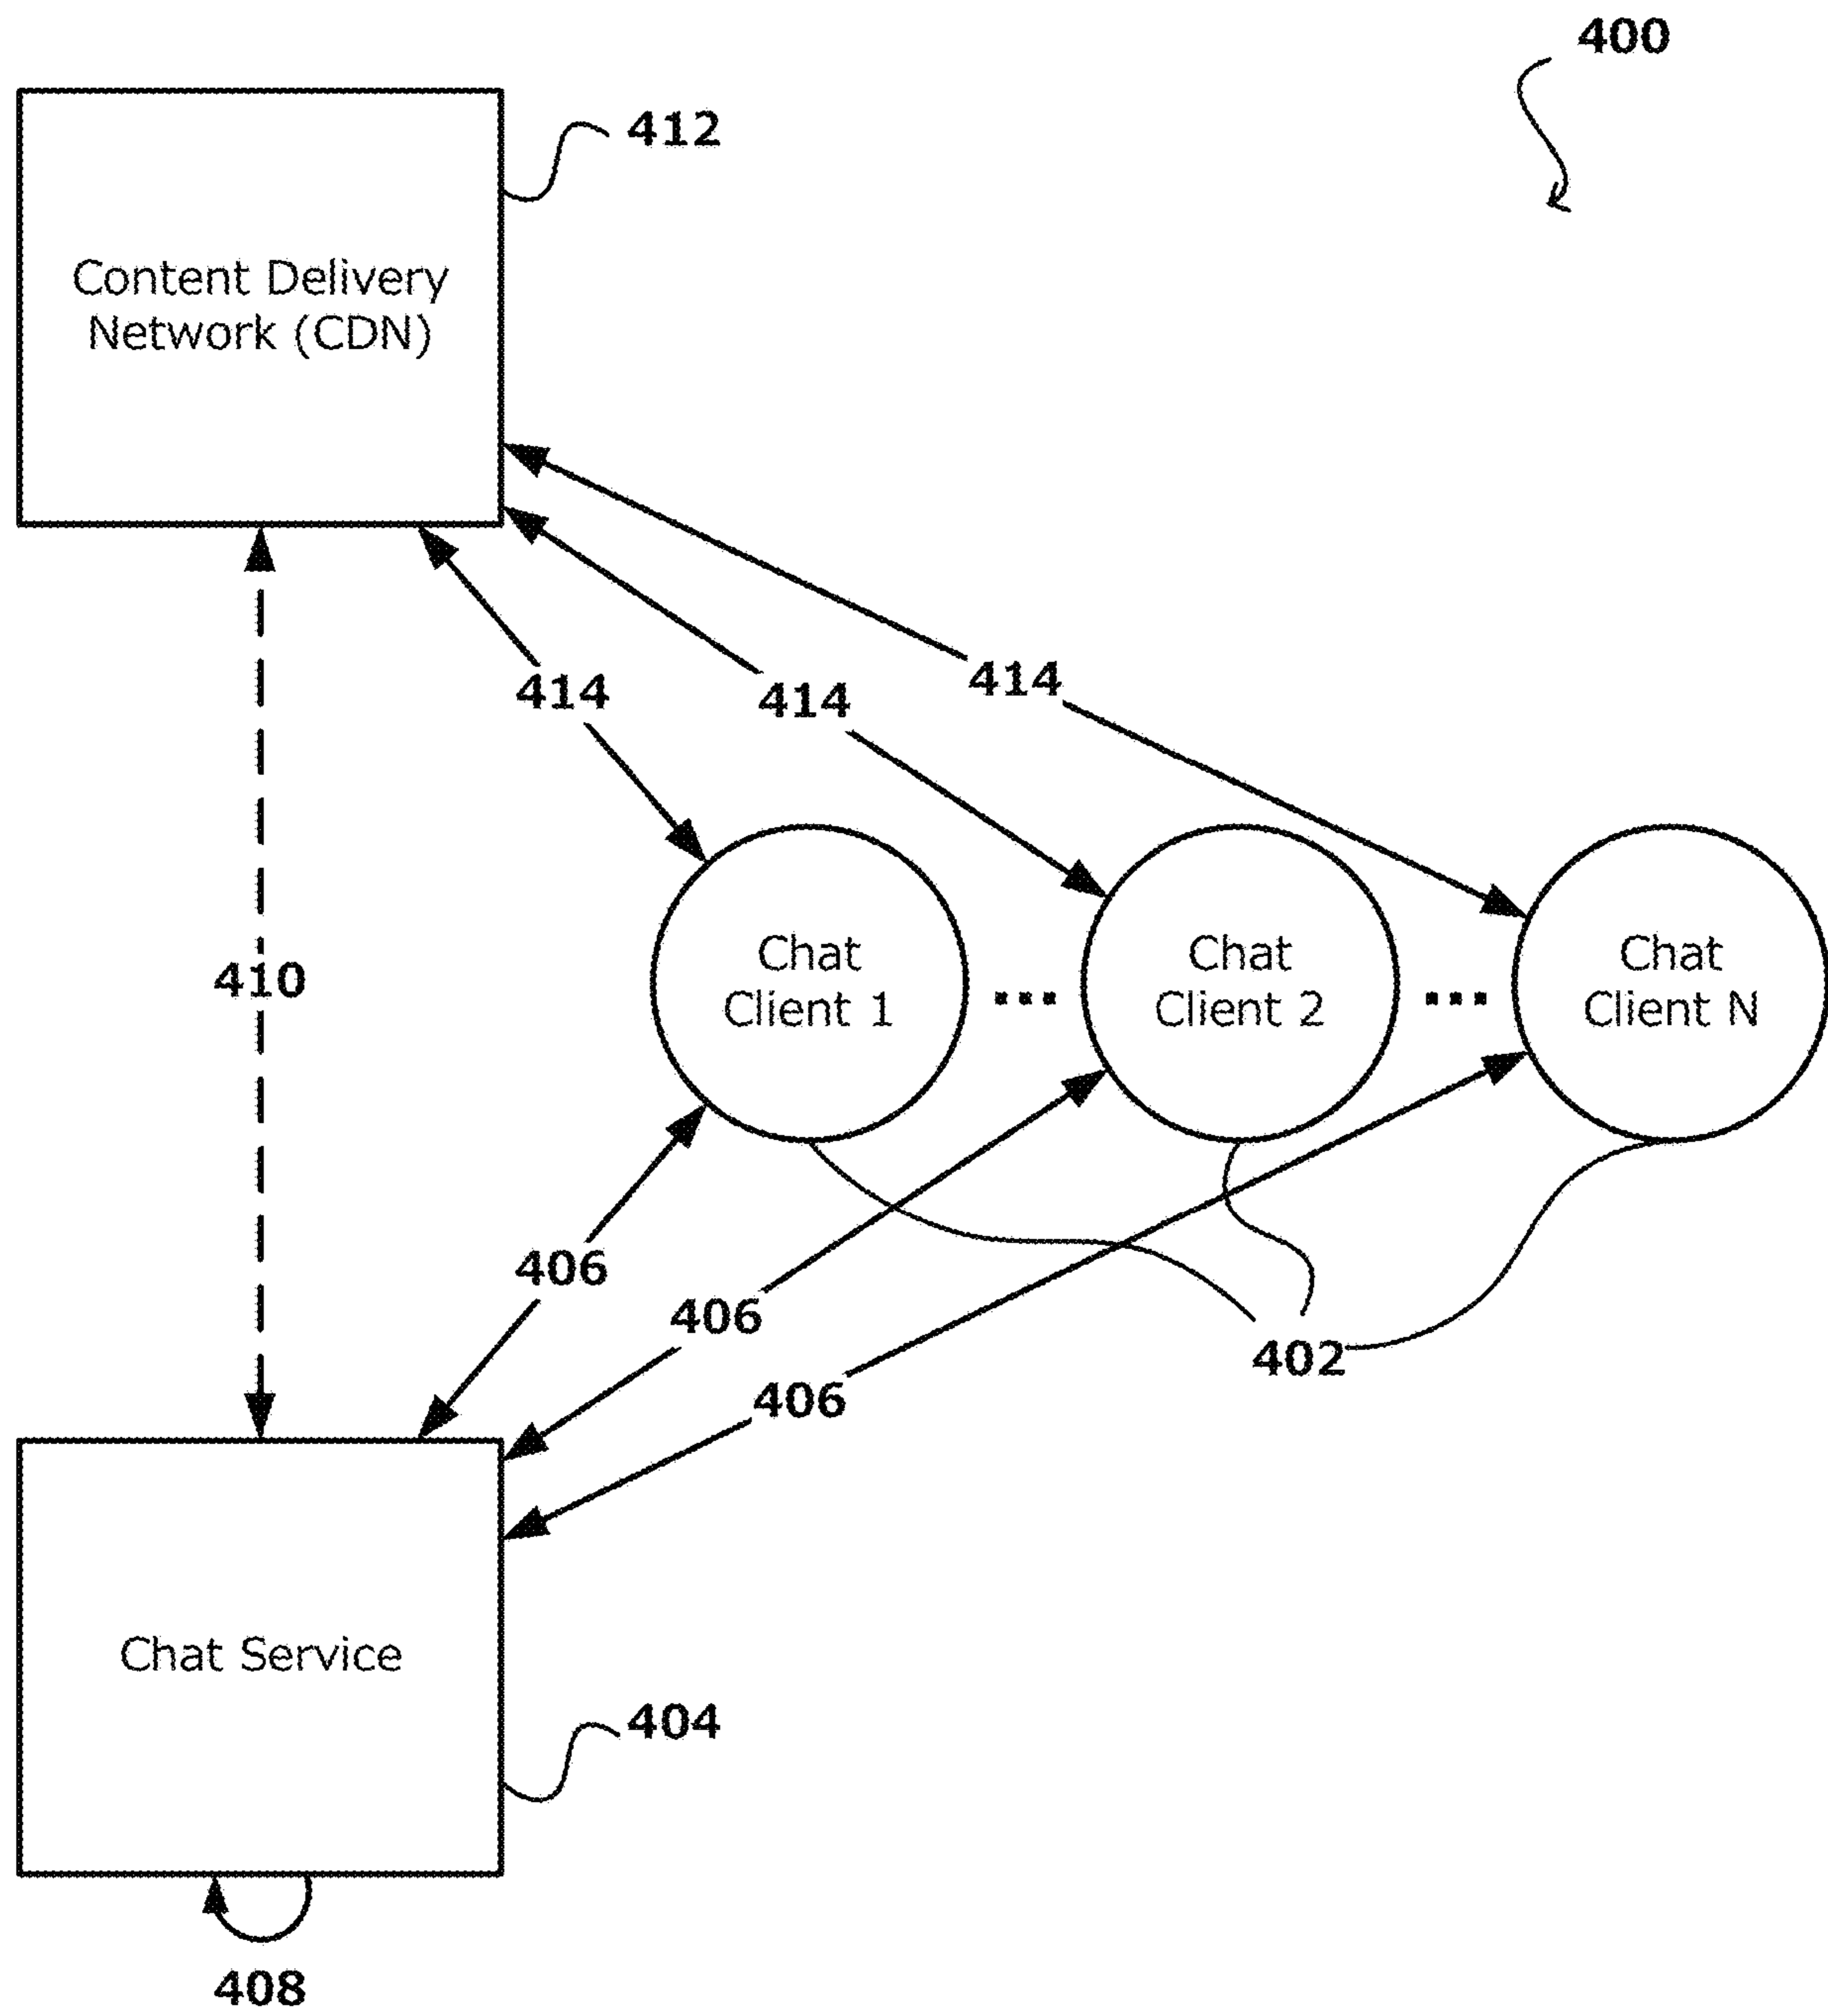 400
412
Content Delivery
Network (CDN)
414
414
414
Chat
Client 1
...
Chat
Client 2
...
Chat
Client N
410
406
406
406
402
Chat Service
404
408